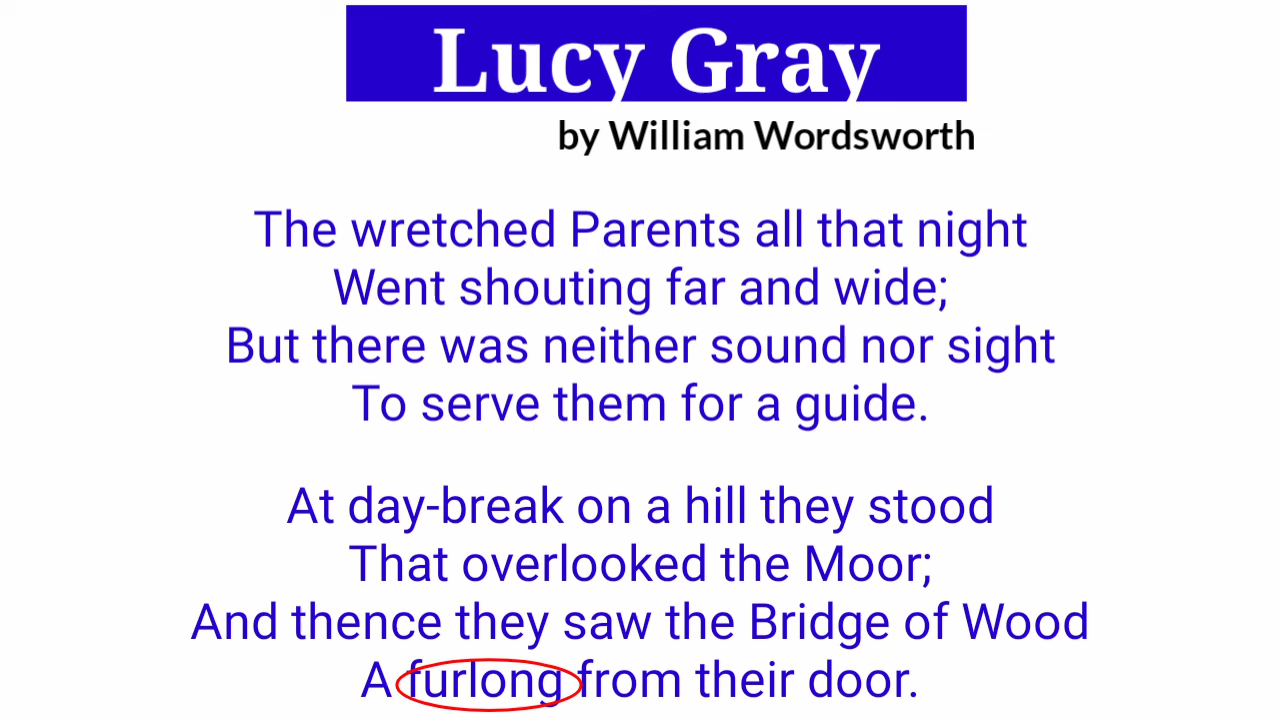 Lucy Gray
by William Wordsworth
The wretched Parents all that night
Went shouting far and wide;
But there was neither sound nor sight
To serve them for a guide.
At day-break on a hill they stood
That overlooked the Moor;
And thence they saw the Bridge of Wood
A furlong from their door.